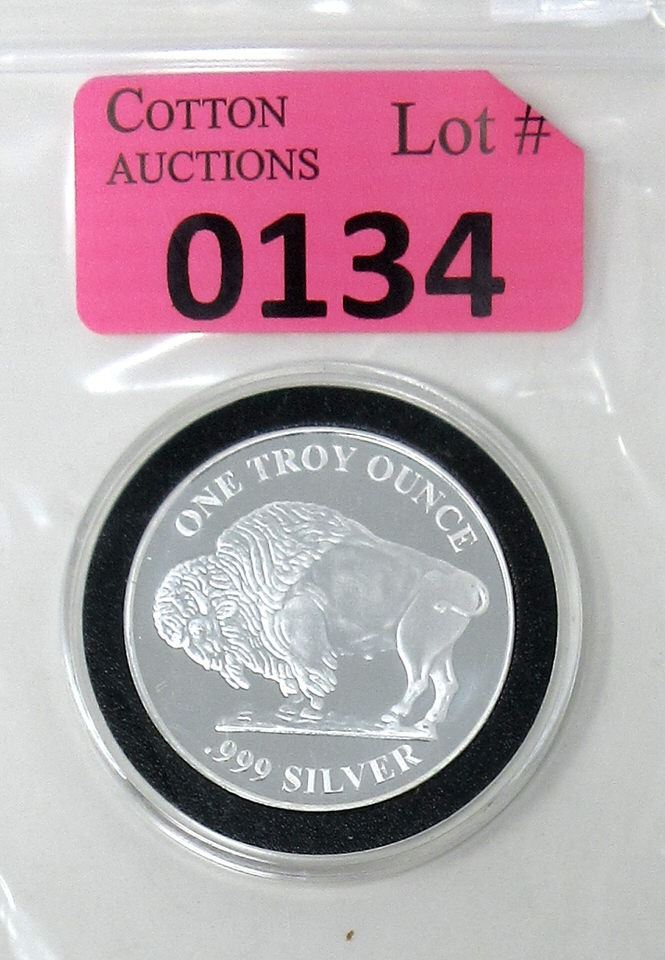 COTTON
AUCTIONS
Lot #
0134
ONE TROY OUNCE
.999 SILVER